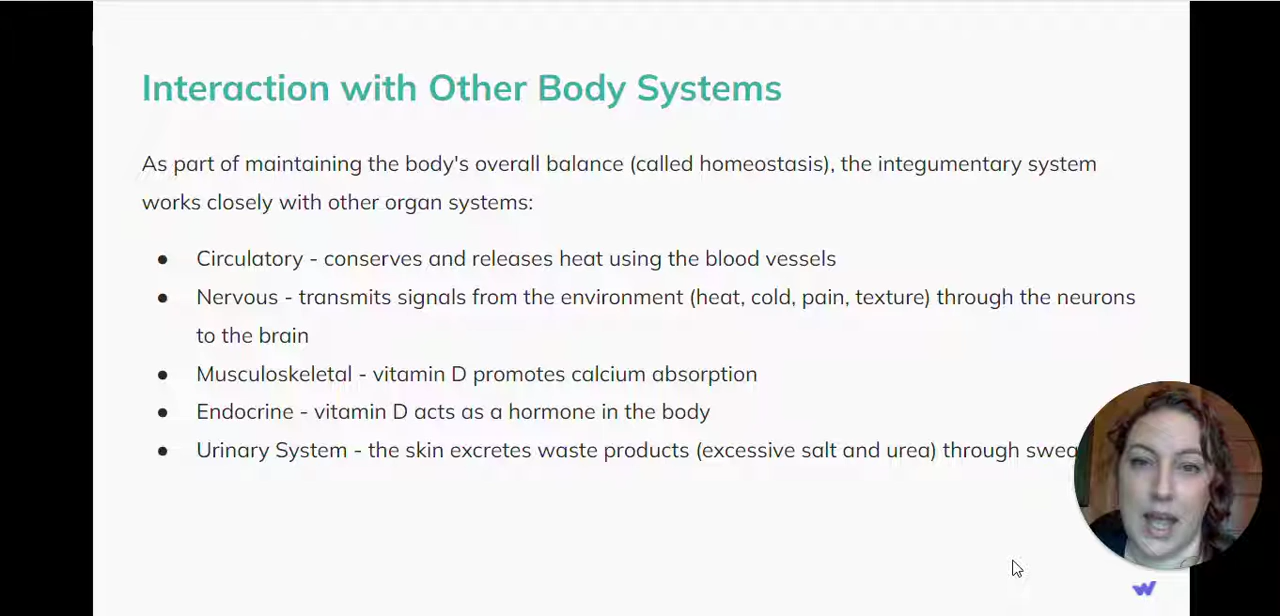 Interaction with Other Body Systems
As part of maintaining the body's overall balance (called homeostasis), the integumentary system
works closely with other organ systems:
● Circulatory - conserves and releases heat using the blood vessels
● Nervous - transmits signals from the environment (heat, cold, pain, texture) through the neurons
to the brain
● Musculoskeletal - vitamin D promotes calcium absorption
● Endocrine - vitamin D acts as a hormone in the body
● Urinary System - the skin excretes waste products (excessive salt and urea) through